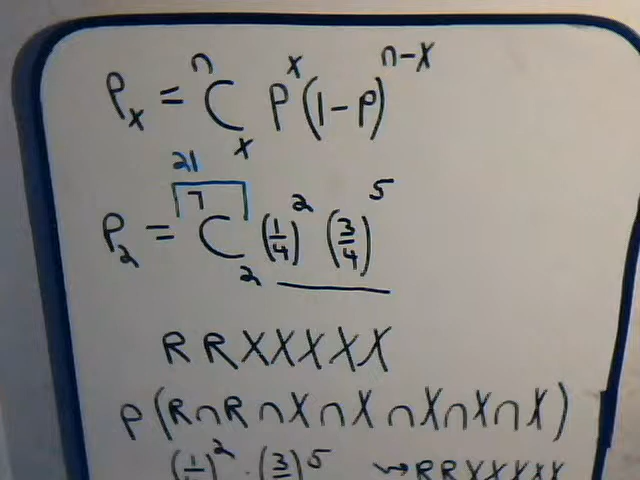 Pₓ = ⁿCₓ Pˣ(1-P)ⁿ⁻ˣ
21
P₂ = ⁷C₂ (1/4)² (3/4)⁵
RRXXXXX
P(R∩R∩X∩X∩X∩X∩X)
(1/4)² · (3/4)⁵ ⇝ RRXXXXX